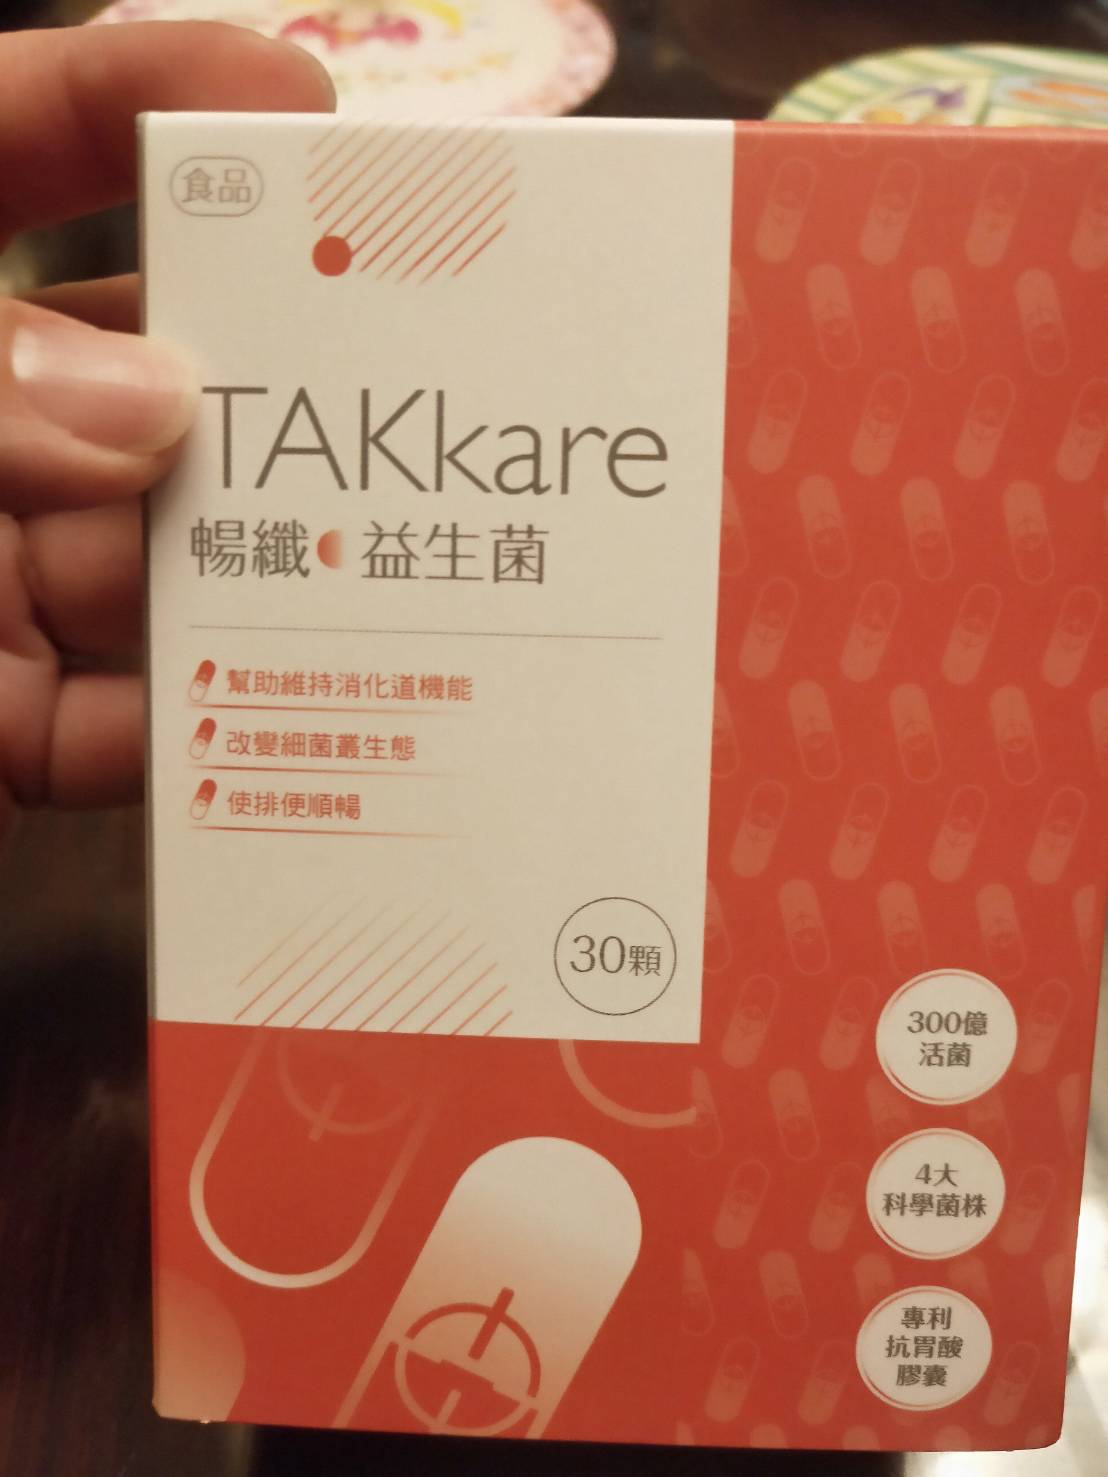 食品
TAKkare
暢纖 益生菌
幫助維持消化道機能
改變細菌叢生態
使排便順暢
30顆
300億
活菌
4大
科學菌株
專利
抗胃酸
膠囊